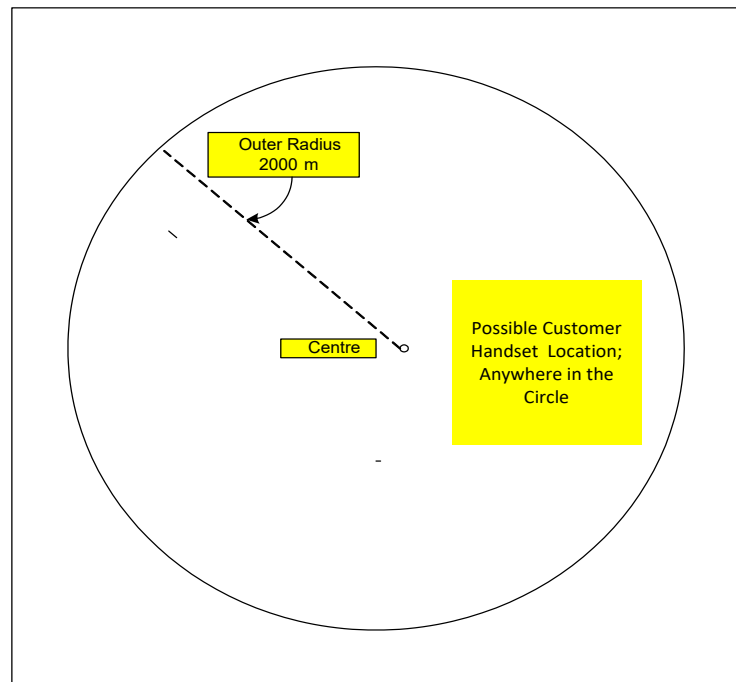 Outer Radius
2000 m
Centre
Possible Customer
Handset Location;
Anywhere in the
Circle